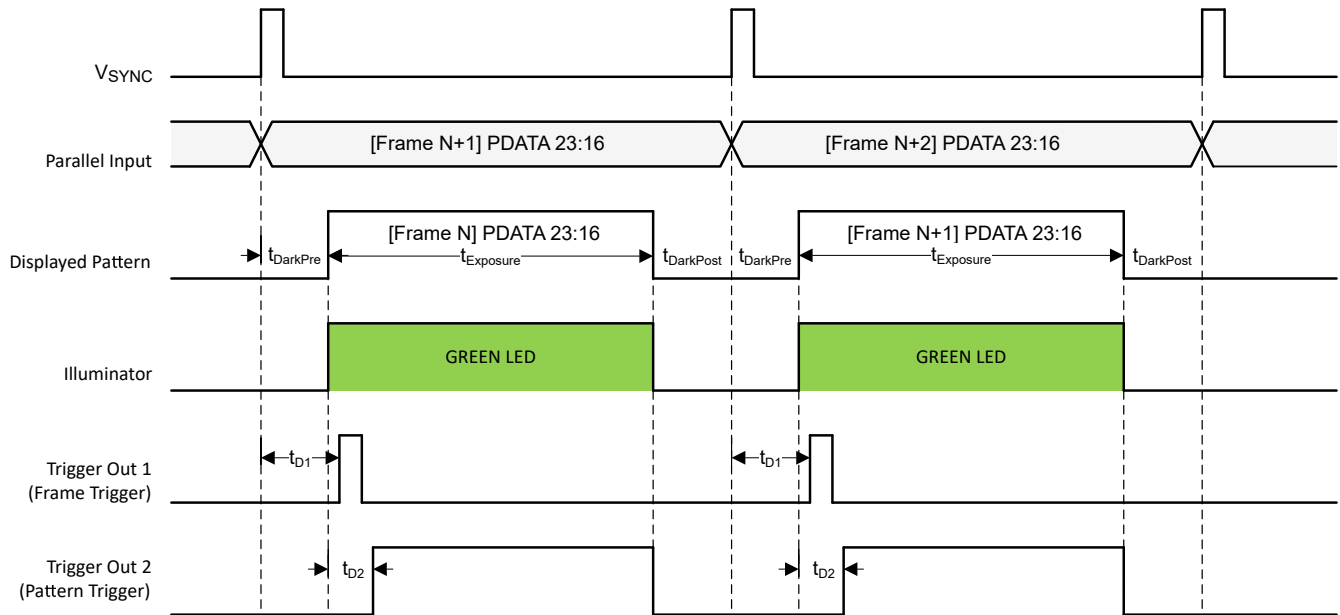 VSYNC
Parallel Input
[Frame N+1] PDATA 23:16
[Frame N+2] PDATA 23:16
Displayed Pattern
tDarkPre
[Frame N] PDATA 23:16
tExposure
tDarkPost
tDarkPre
[Frame N+1] PDATA 23:16
tExposure
tDarkPost
Illuminator
GREEN LED
GREEN LED
Trigger Out 1
(Frame Trigger)
tD1
tD1
Trigger Out 2
(Pattern Trigger)
tD2
tD2